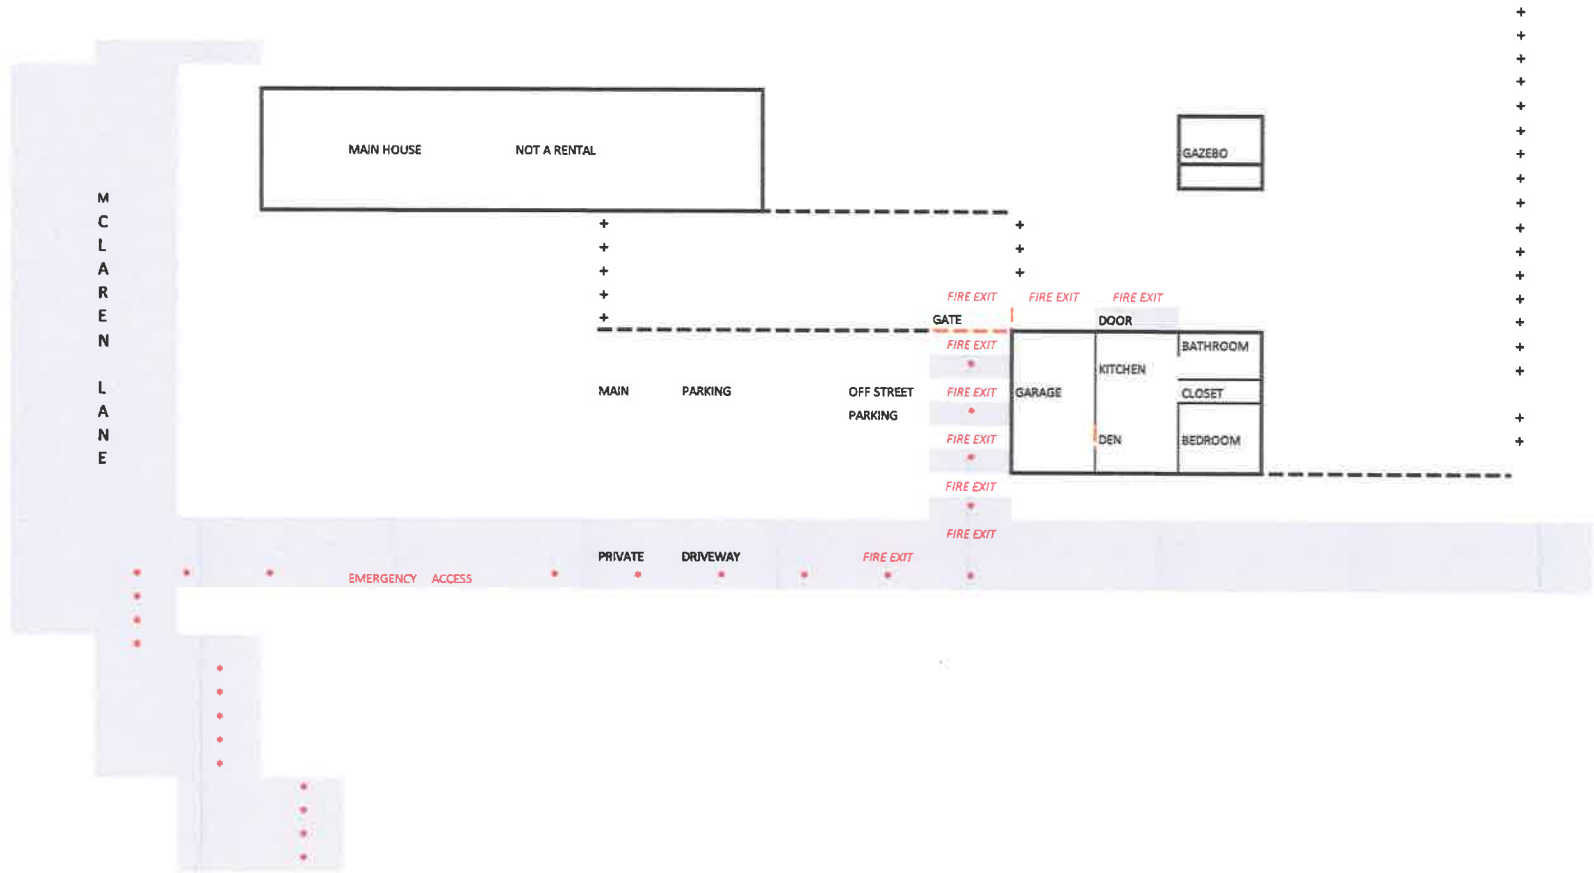 MAIN HOUSE NOT A RENTAL
GAZEBO
M
C
L
A
R
E
N
L
A
N
E
FIRE EXIT FIRE EXIT FIRE EXIT
GATE DOOR
FIRE EXIT BATHROOM
KITCHEN
MAIN PARKING OFF STREET FIRE EXIT GARAGE CLOSET
PARKING
FIRE EXIT DEN BEDROOM
FIRE EXIT
FIRE EXIT
PRIVATE DRIVEWAY FIRE EXIT
EMERGENCY ACCESS